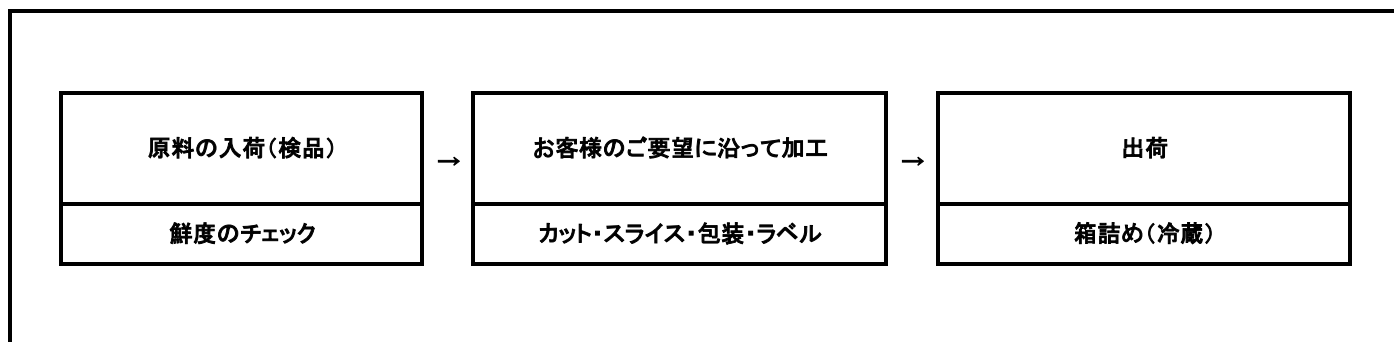 原料の入荷（検品）
鮮度のチェック
→
お客様のご要望に沿って加工
カット・スライス・包装・ラベル
→
出荷
箱詰め（冷蔵）